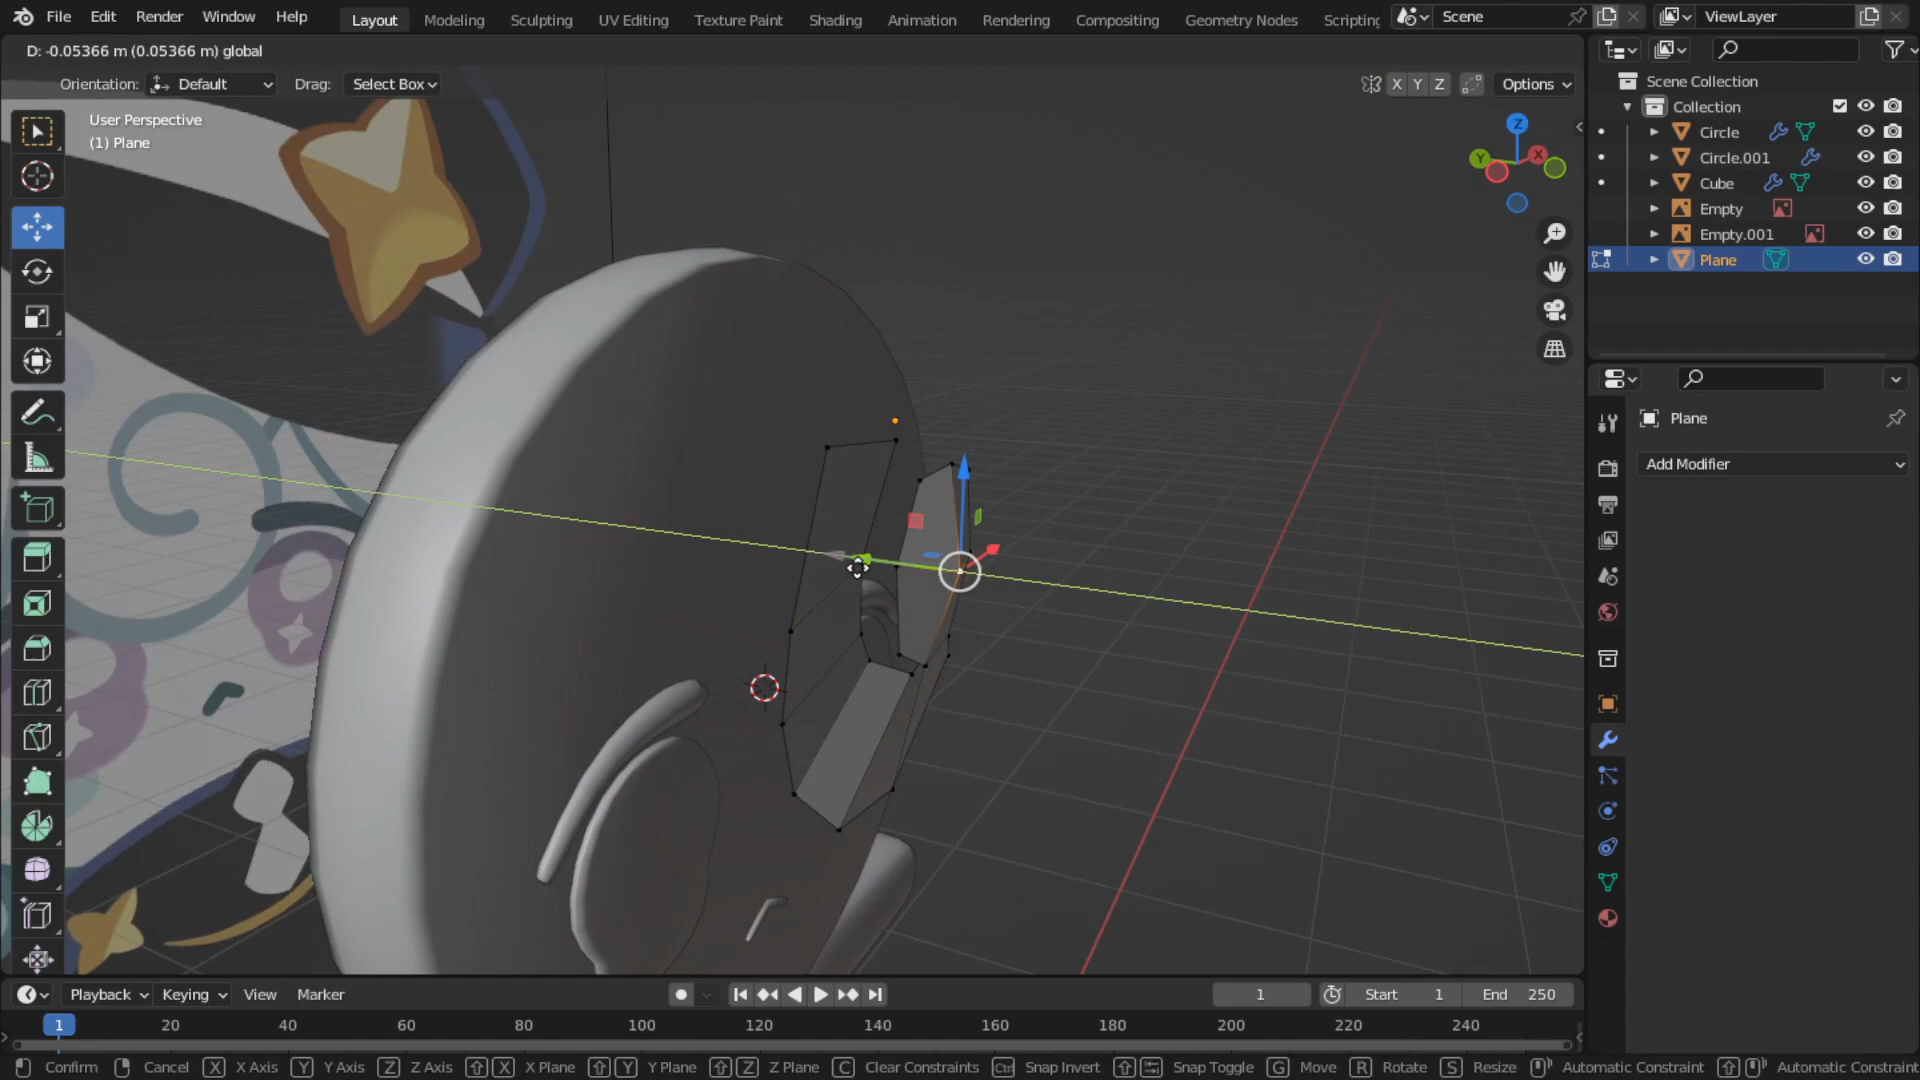 File Edit Render Window Help Layout Modeling Sculpting UV Editing Texture Paint Shading Animation Rendering Compositing Geometry Nodes Scripting Scene ViewLayer
D: -0.05366 m (0.05366 m) global
Orientation: Default Drag: Select Box X Y Z Options
User Perspective
(1) Plane
Z
Y
X
Scene Collection
Collection
Circle
Circle.001
Cube
Empty
Empty.001
Plane
Plane
Add Modifier
Playback Keying View Marker 1 Start 1 End 250
1 20 40 60 80 100 120 140 160 180 200 220 240
Confirm Cancel X X Axis Y Y Axis Z Z Axis X X Plane Y Y Plane Z Z Plane C Clear Constraints Ctrl Snap Invert Snap Toggle G Move R Rotate S Resize Automatic Constraint Automatic Constraint